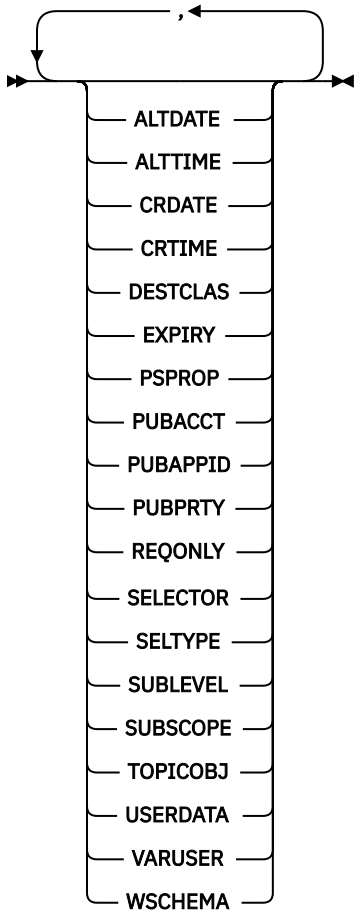 ,
ALTDATE
ALTTIME
CRDATE
CRTIME
DESTCLAS
EXPIRY
PSPROP
PUBACCT
PUBAPPID
PUBPRTY
REQONLY
SELECTOR
SELTYPE
SUBLEVEL
SUBSCOPE
TOPICOBJ
USERDATA
VARUSER
WSCHEMA